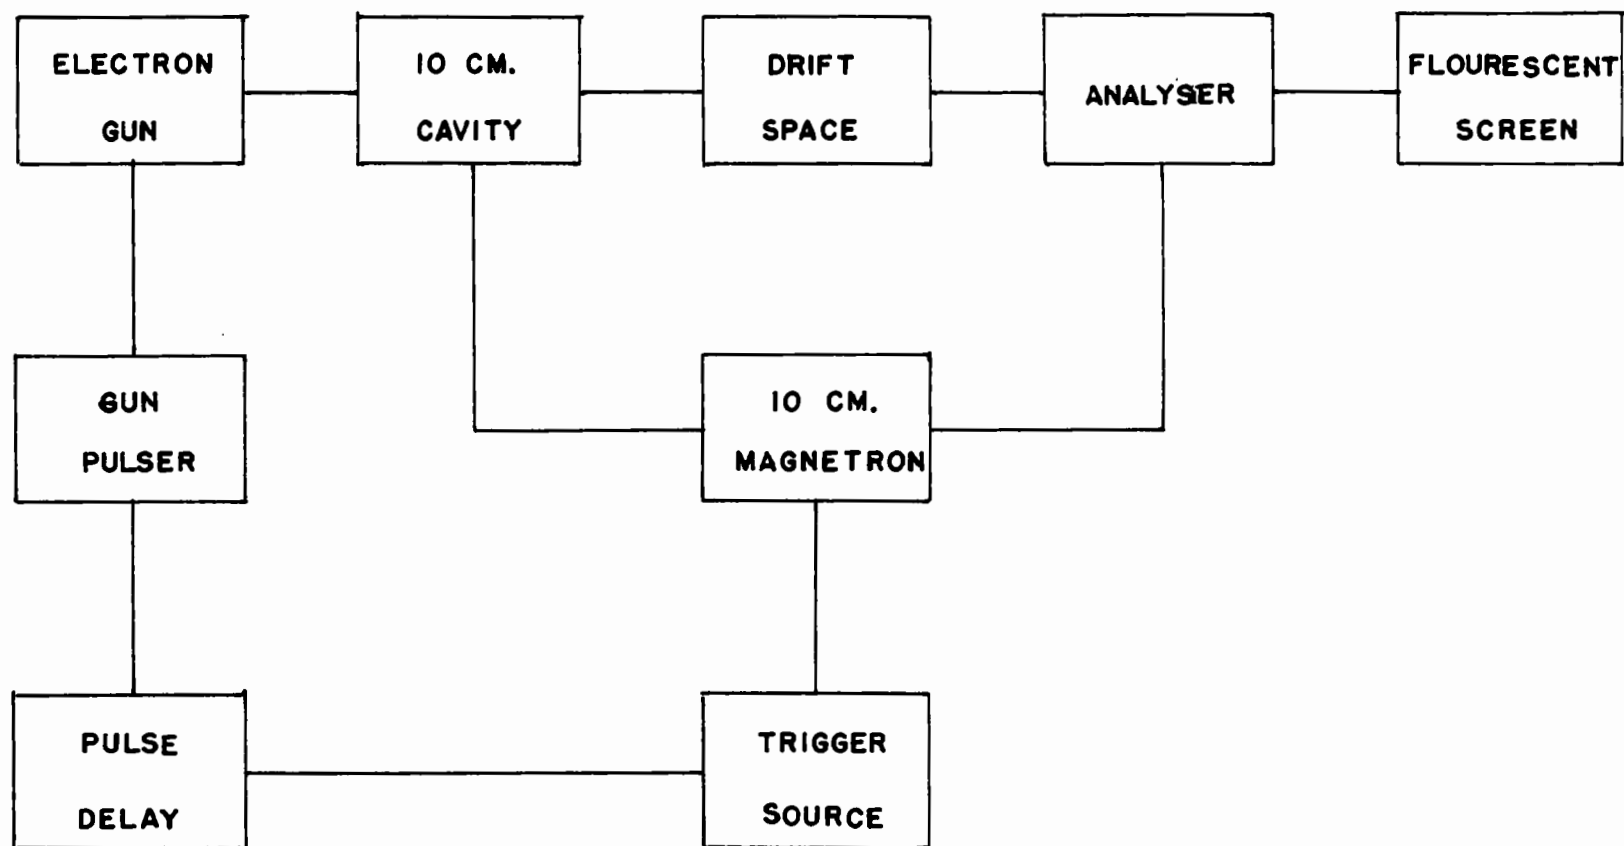 ELECTRON
GUN
10 CM.
CAVITY
DRIFT
SPACE
ANALYSER
FLOURESCENT
SCREEN
GUN
PULSER
10 CM.
MAGNETRON
PULSE
DELAY
TRIGGER
SOURCE